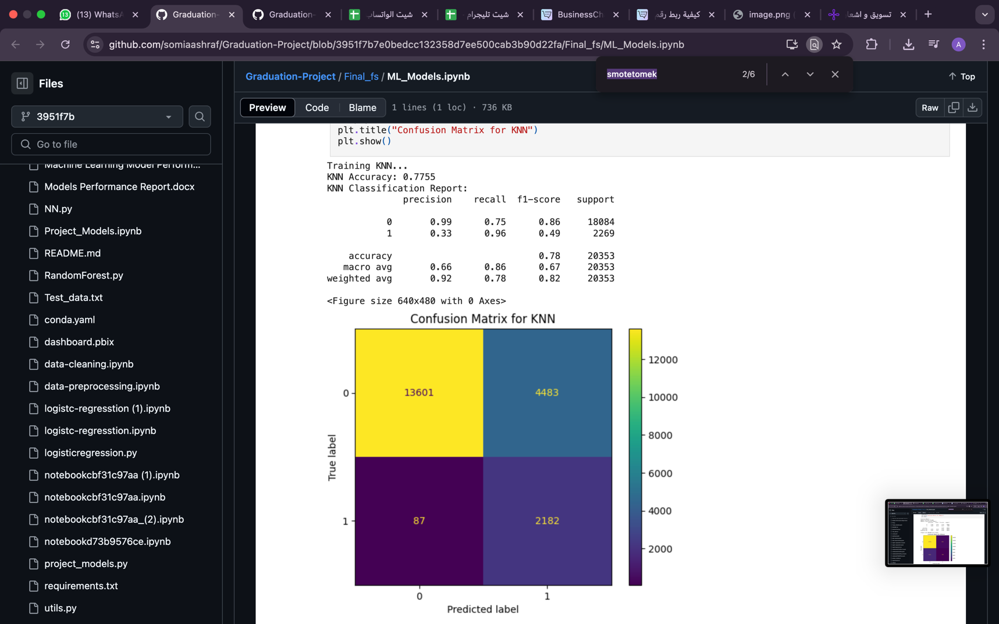 (13) WhatsA
Graduation-
Graduation-
شيت الواتساب
شيت تليجرام
BusinessCh
كيفية ربط رقم
image.png (
تسويق و اشعا
github.com/somiaashraf/Graduation-Project/blob/3951f7b7e0bedcc132358d7ee500cab3b90d22fa/Final_fs/ML_Models.ipynb
A
smotetomek
2/6
Files
Graduation-Project / Final_fs / ML_Models.ipynb
Top
3951f7b
Preview
Code
Blame
1 lines (1 loc) · 736 KB
Raw
Go to file
Machine Learning Model Perform...
Models Performance Report.docx
NN.py
Project_Models.ipynb
README.md
RandomForest.py
Test_data.txt
conda.yaml
dashboard.pbix
data-cleaning.ipynb
data-preprocessing.ipynb
logistc-regresstion (1).ipynb
logistc-regresstion.ipynb
logisticregression.py
notebookcbf31c97aa (1).ipynb
notebookcbf31c97aa.ipynb
notebookcbf31c97aa_(2).ipynb
notebookd73b9576ce.ipynb
project_models.py
requirements.txt
utils.py
plt.title("Confusion Matrix for KNN")
plt.show()
Training KNN...
KNN Accuracy: 0.7755
KNN Classification Report:
precision recall f1-score support
0 0.99 0.75 0.86 18084
1 0.33 0.96 0.49 2269
accuracy 0.78 20353
macro avg 0.66 0.86 0.67 20353
weighted avg 0.92 0.78 0.82 20353
<Figure size 640x480 with 0 Axes>
Confusion Matrix for KNN
12000
0
13601
4483
10000
8000
True label
6000
4000
1
87
2182
2000
0
1
Predicted label